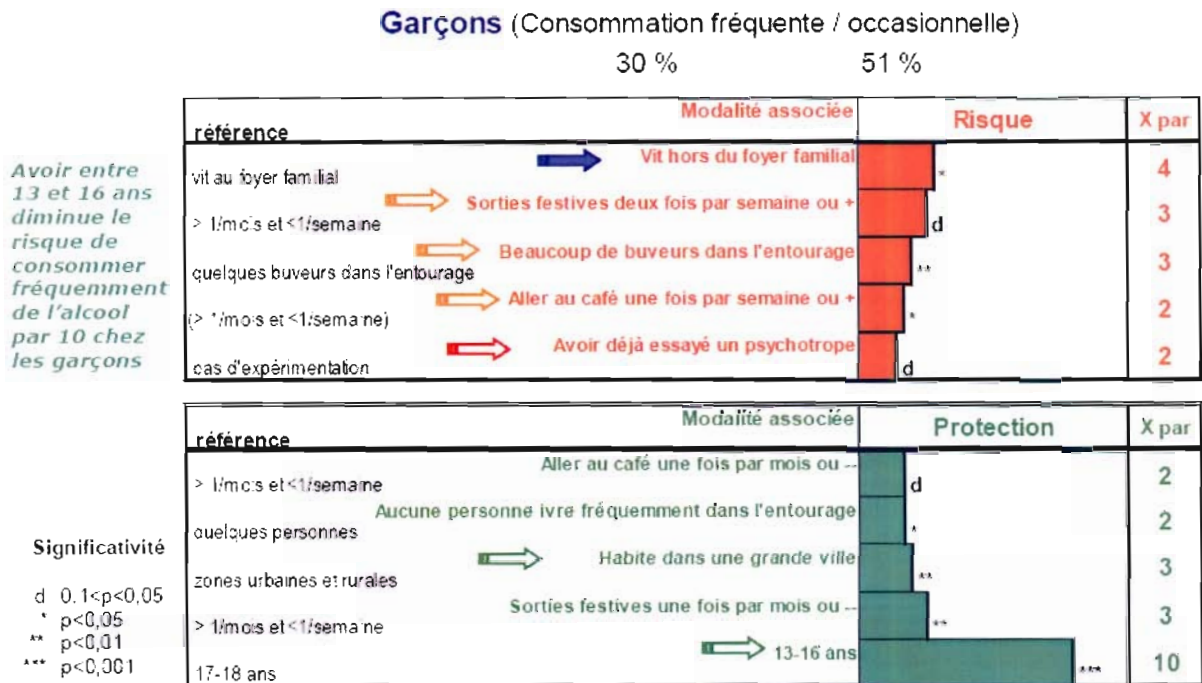 Garçons (Consommation fréquente / occasionnelle)
30 % 51 %
Avoir entre
13 et 16 ans
diminue le
risque de
consommer
fréquemment
de l'alcool
par 10 chez
les garçons
référence Modalité associée Risque X par
vit au foyer familial Vit hors du foyer familial * 4
> 1/mois et <1/semaine Sorties festives deux fois par semaine ou + d 3
quelques buveurs dans l'entourage Beaucoup de buveurs dans l'entourage ** 3
(> 1/mois et <1/semaine) Aller au café une fois par semaine ou + * 2
pas d'expérimentation Avoir déjà essayé un psychotrope d 2
référence Modalité associée Protection X par
> 1/mois et <1/semaine Aller au café une fois par mois ou -- d 2
quelques personnes Aucune personne ivre fréquemment dans l'entourage * 2
zones urbaines et rurales Habite dans une grande ville ** 3
> 1/mois et <1/semaine Sorties festives une fois par mois ou -- ** 3
17-18 ans 13-16 ans *** 10
Significativité
d 0.1<p<0,05
* p<0,05
** p<0,01
*** p<0,001